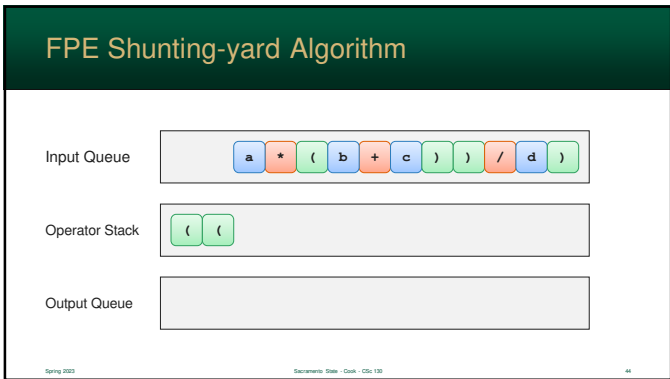 FPE Shunting-yard Algorithm
Input Queue a * ( b + c ) ) / d )
Operator Stack ( (
Output Queue
Spring 2023 Sacramento State - Cook - CSc 130 44